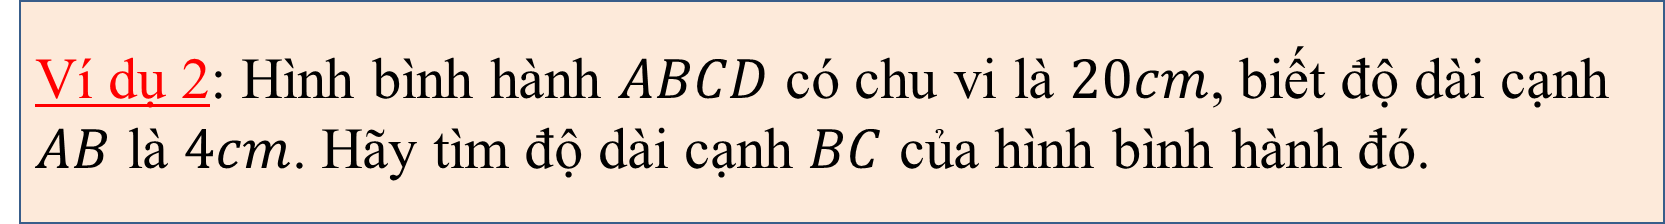 Ví dụ 2: Hình bình hành ABCD có chu vi là 20cm, biết độ dài cạnh
AB là 4cm. Hãy tìm độ dài cạnh BC của hình bình hành đó.